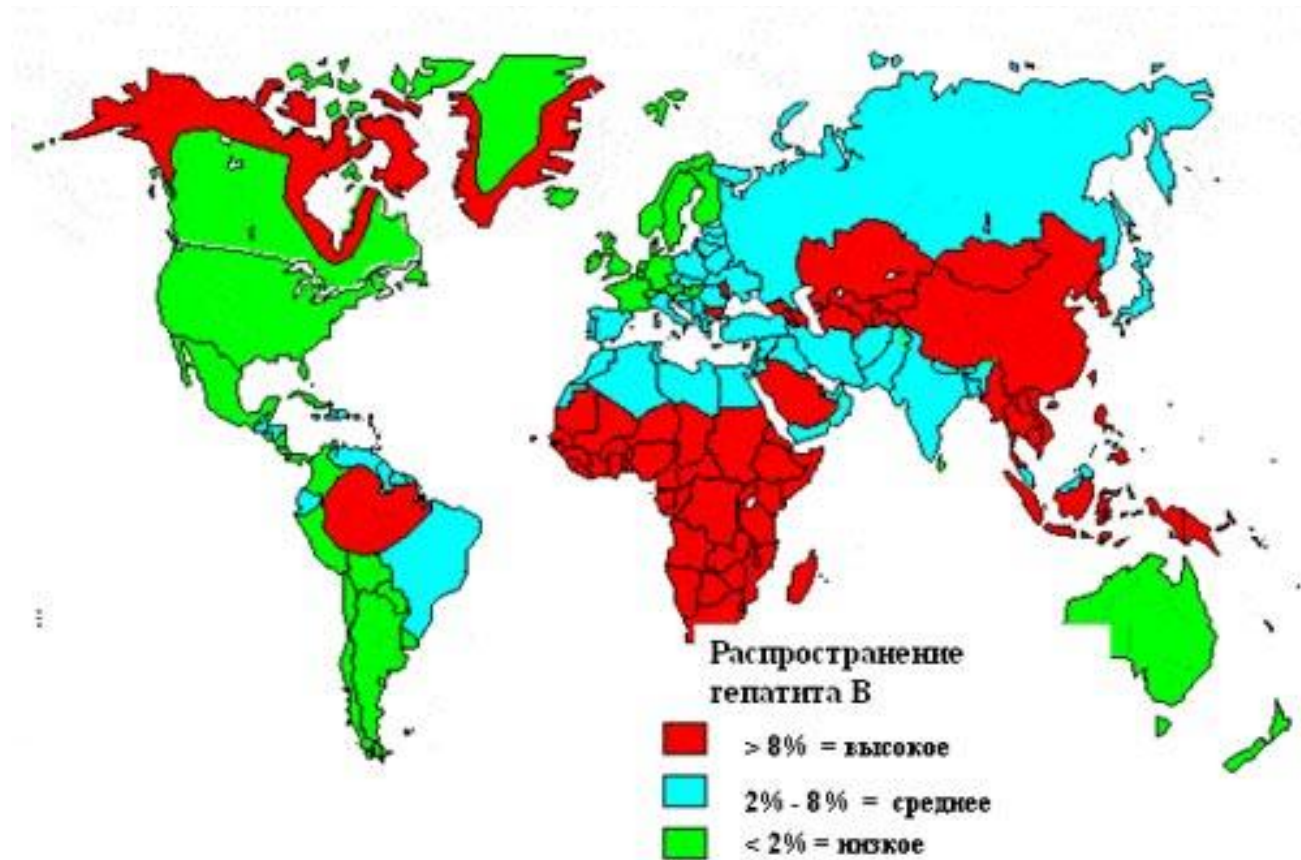 Распространение
гепатита В
> 8% = высокое
2% - 8% = среднее
< 2% = низкое